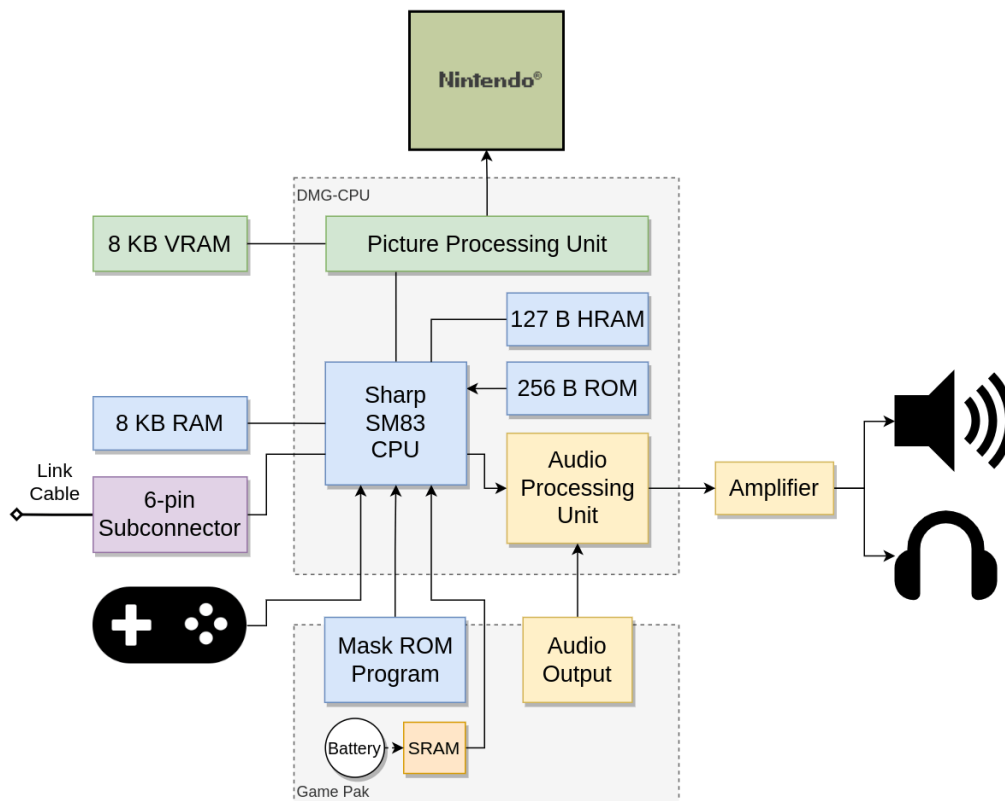 Nintendo®
DMG-CPU
8 KB VRAM
Picture Processing Unit
127 B HRAM
256 B ROM
Sharp
SM83
CPU
8 KB RAM
Link
Cable
6-pin
Subconnector
Audio
Processing
Unit
Amplifier
Mask ROM
Program
Audio
Output
Battery
SRAM
Game Pak